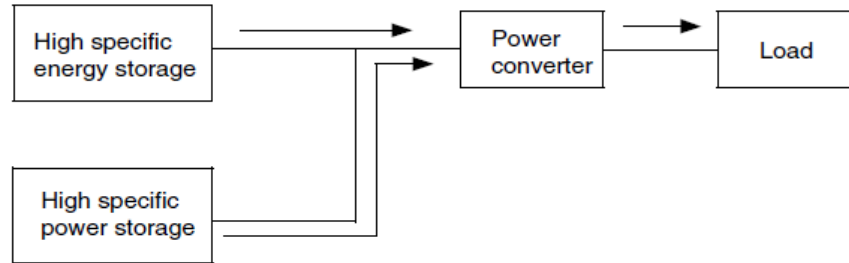 High specific
energy storage
Power
converter
Load
High specific
power storage